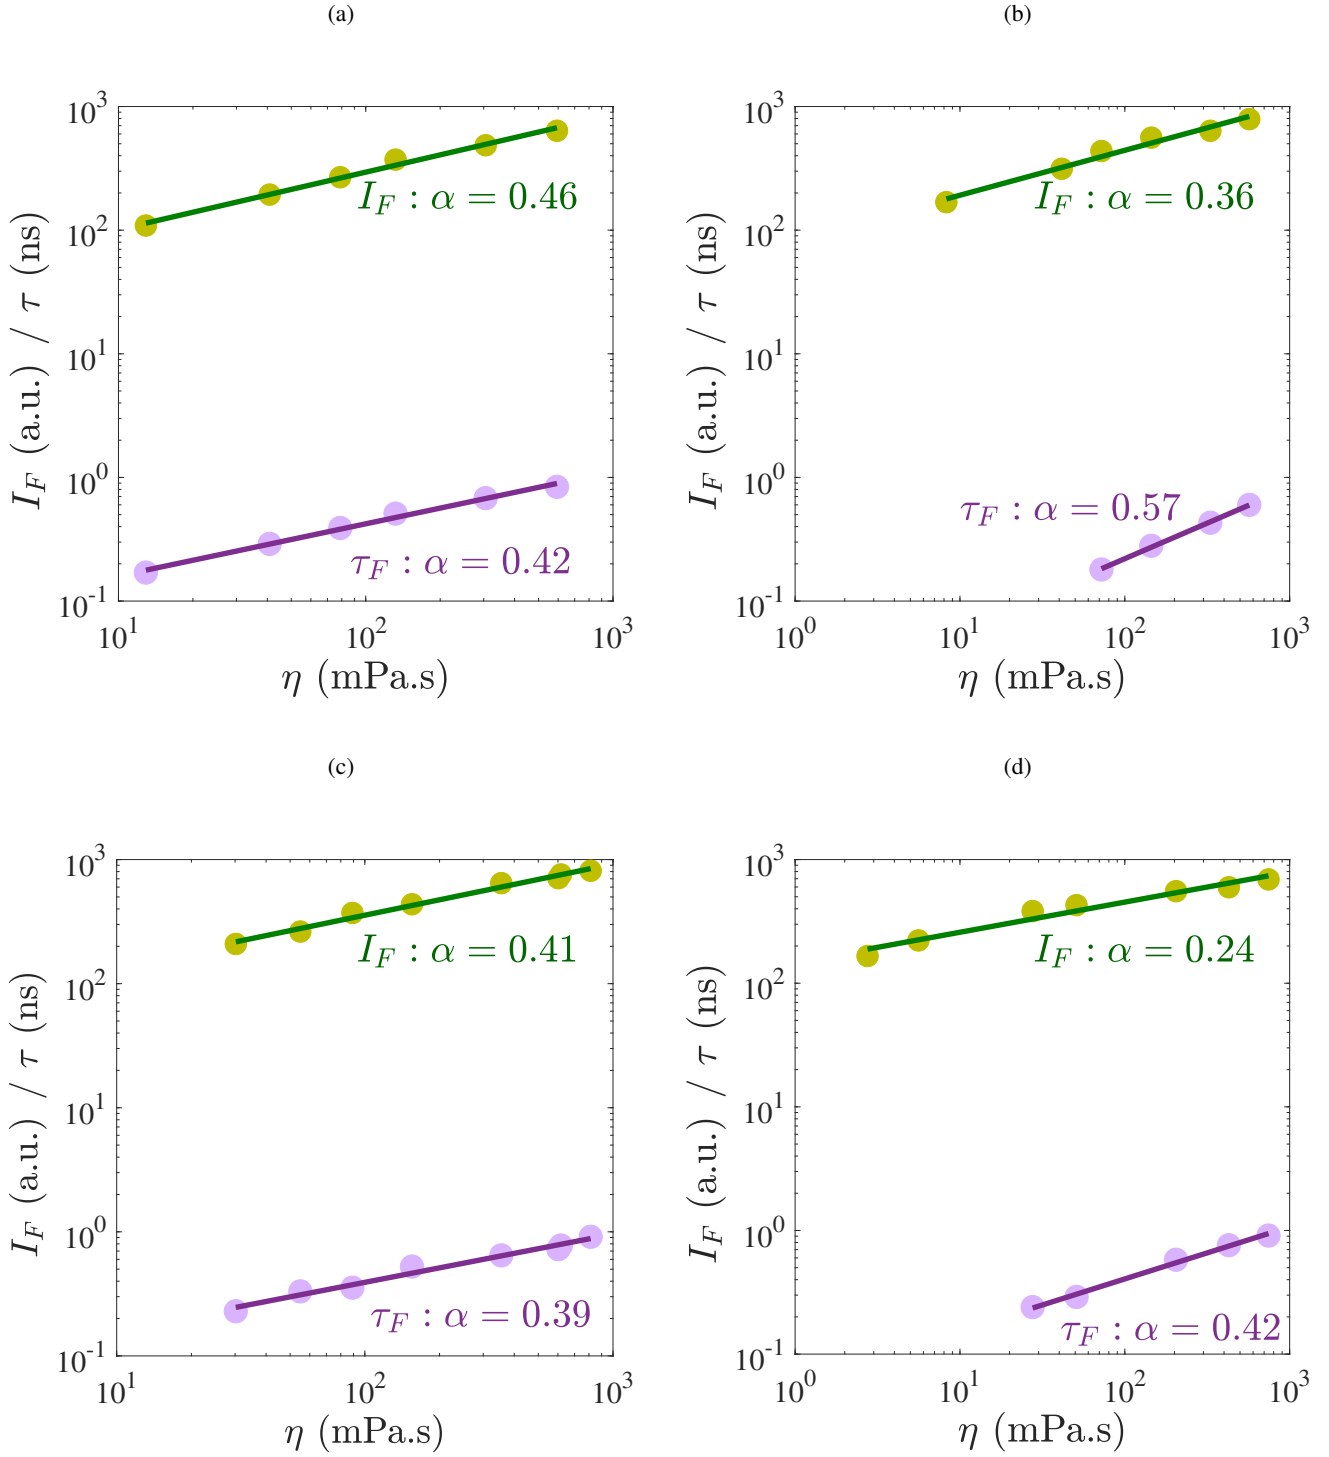 (a)
10^3
10^2
10^1
10^0
10^-1
I_F (a.u.) / τ (ns)
I_F : α = 0.46
τ_F : α = 0.42
10^1 10^2 10^3
η (mPa.s)
(b)
10^3
10^2
10^1
10^0
10^-1
I_F (a.u.) / τ (ns)
I_F : α = 0.36
τ_F : α = 0.57
10^0 10^1 10^2 10^3
η (mPa.s)
(c)
10^3
10^2
10^1
10^0
10^-1
I_F (a.u.) / τ (ns)
I_F : α = 0.41
τ_F : α = 0.39
10^1 10^2 10^3
η (mPa.s)
(d)
10^3
10^2
10^1
10^0
10^-1
I_F (a.u.) / τ (ns)
I_F : α = 0.24
τ_F : α = 0.42
10^0 10^1 10^2 10^3
η (mPa.s)